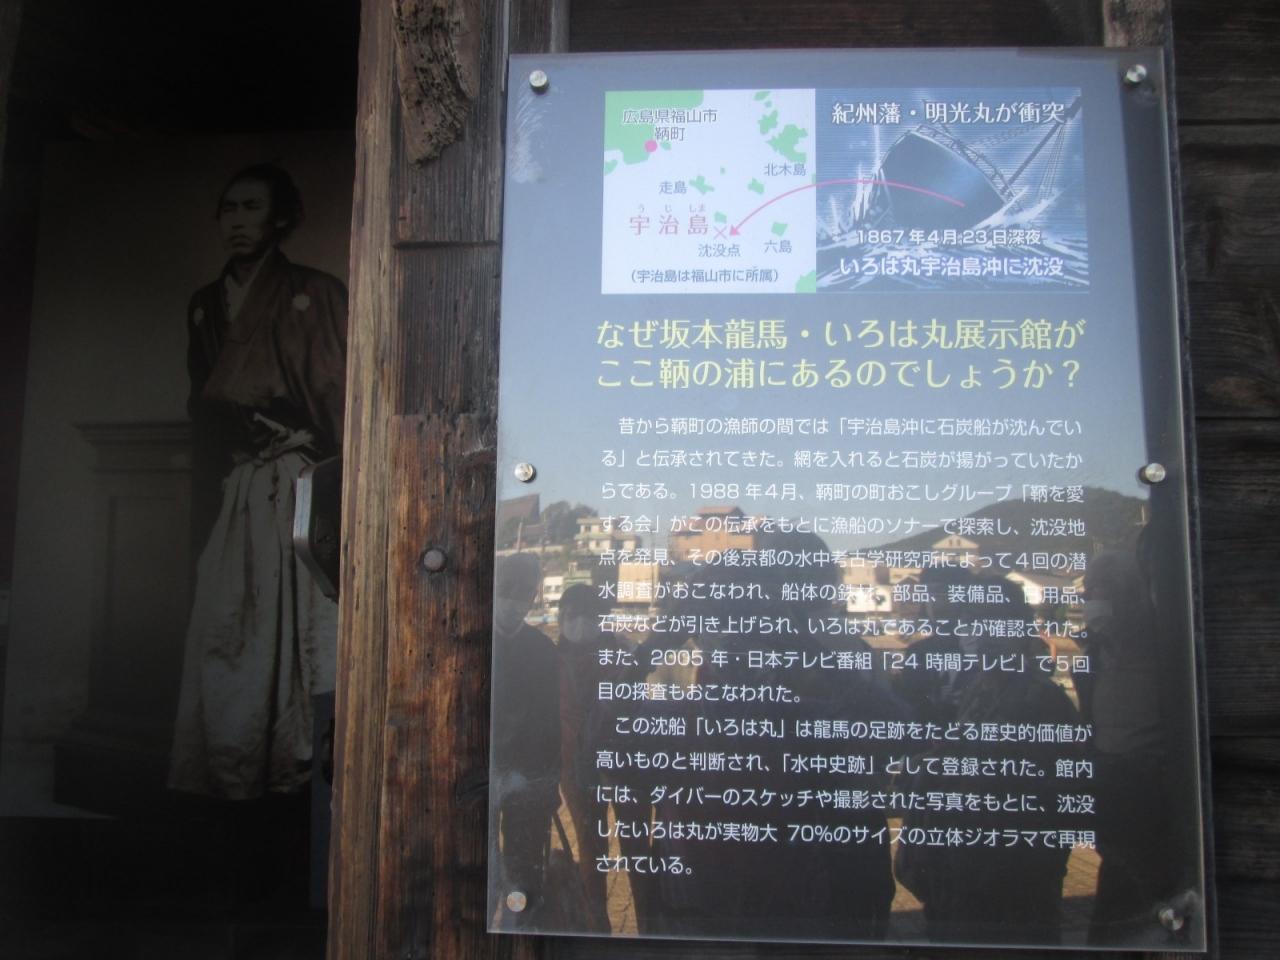 広島県福山市
鞆町
北木島
走島
うじしま
宇治島
沈没点
六島
(宇治島は福山市に所属)
紀州藩・明光丸が衝突
1867年4月23日深夜
いろは丸宇治島沖に沈没
なぜ坂本龍馬・いろは丸展示館が
ここ鞆の浦にあるのでしょうか？
昔から鞆町の漁師の間では「宇治島沖に石炭船が沈んでい
る」と伝承されてきた。網を入れると石炭が揚がっていたか
らである。1988年4月、鞆町の町おこしグループ「鞆を愛
する会」がこの伝承をもとに漁船のソナーで探索し、沈没地
点を発見、その後京都の水中考古学研究所によって4回の潜
水調査がおこなわれ、船体の鉄材、部品、装備品、日用品、
石炭などが引き上げられ、いろは丸であることが確認された。
また、2005年・日本テレビ番組「24時間テレビ」で5回
目の探査もおこなわれた。
この沈船「いろは丸」は龍馬の足跡をたどる歴史的価値が
高いものと判断され、「水中史跡」として登録された。館内
には、ダイバーのスケッチや撮影された写真をもとに、沈没
したいろは丸が実物大70%のサイズの立体ジオラマで再現
されている。